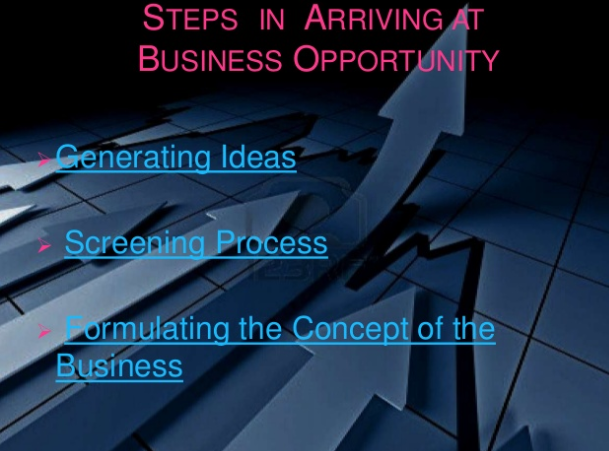 STEPS IN ARRIVING AT
BUSINESS OPPORTUNITY
Generating Ideas
Screening Process
Formulating the Concept of the
Business